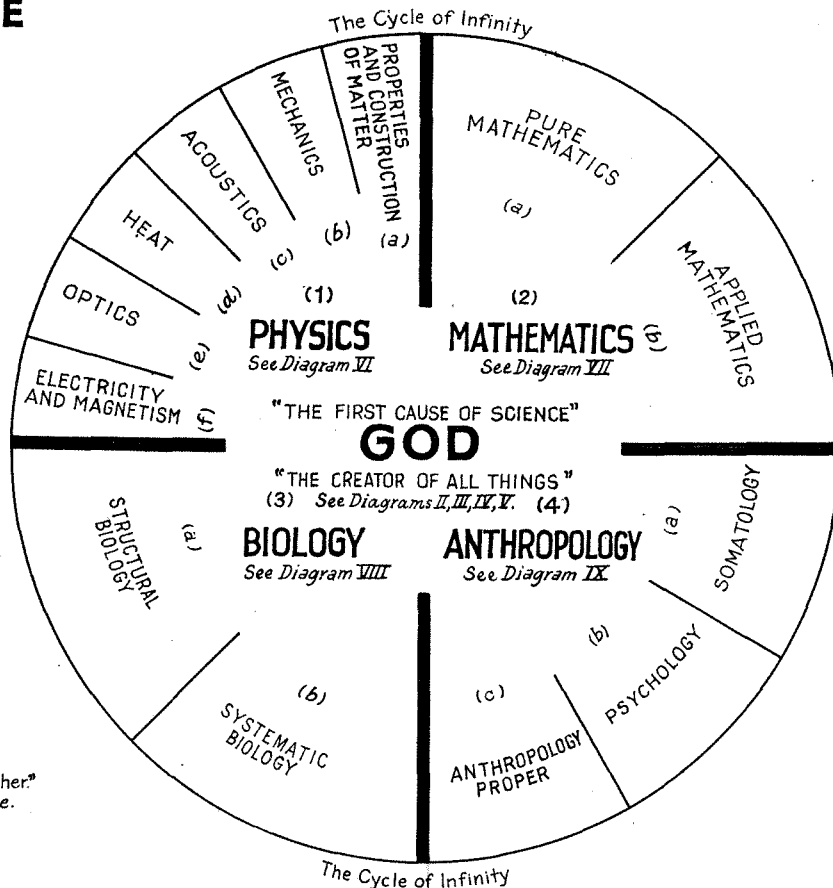 E
The Cycle of Infinity
PROPERTIES
AND CONSTRUCTION
OF MATTER
(a)
MECHANICS
(b)
ACOUSTICS
(c)
HEAT
(d)
OPTICS
(e)
ELECTRICITY
AND MAGNETISM
(f)
(1)
PHYSICS
See Diagram VI
PURE
MATHEMATICS
(a)
APPLIED
MATHEMATICS
(b)
(2)
MATHEMATICS
See Diagram VII
"THE FIRST CAUSE OF SCIENCE"
GOD
"THE CREATOR OF ALL THINGS"
(3) See Diagrams II, III, IV, V. (4)
BIOLOGY
See Diagram VIII
STRUCTURAL
BIOLOGY
(a)
SYSTEMATIC
BIOLOGY
(b)
ANTHROPOLOGY
See Diagram IX
SOMATOLOGY
(a)
PSYCHOLOGY
(b)
ANTHROPOLOGY
PROPER
(c)
her."
e.
The Cycle of Infinity